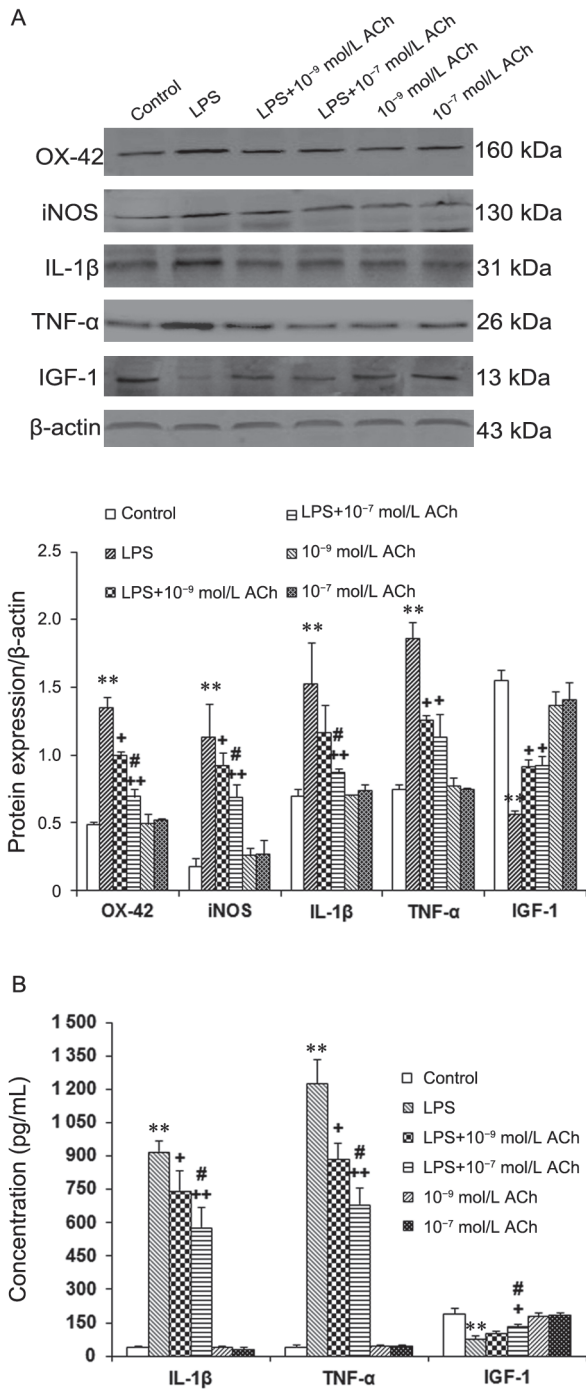 A
Control LPS LPS+10⁻⁹ mol/L ACh LPS+10⁻⁷ mol/L ACh 10⁻⁹ mol/L ACh 10⁻⁷ mol/L ACh
OX-42 160 kDa
iNOS 130 kDa
IL-1β 31 kDa
TNF-α 26 kDa
IGF-1 13 kDa
β-actin 43 kDa
Control LPS+10⁻⁷ mol/L ACh
LPS 10⁻⁹ mol/L ACh
LPS+10⁻⁹ mol/L ACh 10⁻⁷ mol/L ACh
Protein expression/β-actin
2.5
2.0
1.5
1.0
0.5
0
** + # ++
** + # ++
** # ++
** + +
** + +
OX-42 iNOS IL-1β TNF-α IGF-1
B
Concentration (pg/mL)
1 500
1 350
1 200
1 050
900
750
600
450
300
150
0
** + # ++
** + # ++
** # +
Control
LPS
LPS+10⁻⁹ mol/L ACh
LPS+10⁻⁷ mol/L ACh
10⁻⁹ mol/L ACh
10⁻⁷ mol/L ACh
IL-1β TNF-α IGF-1